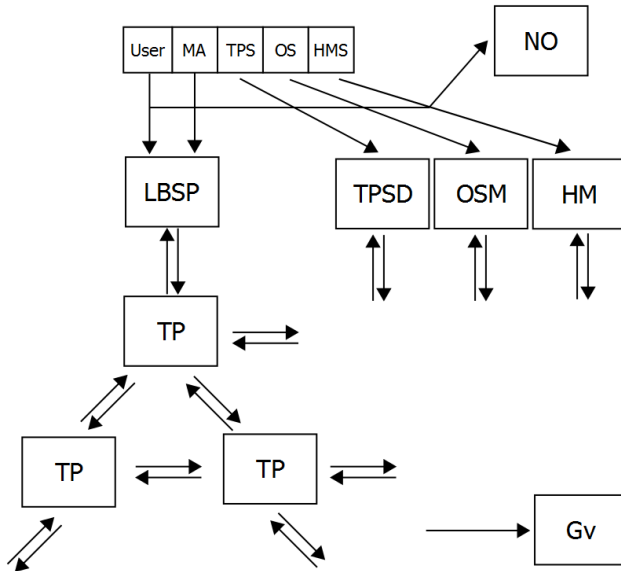 NO
User MA TPS OS HMS
LBSP TPSD OSM HM
TP
TP TP
Gv